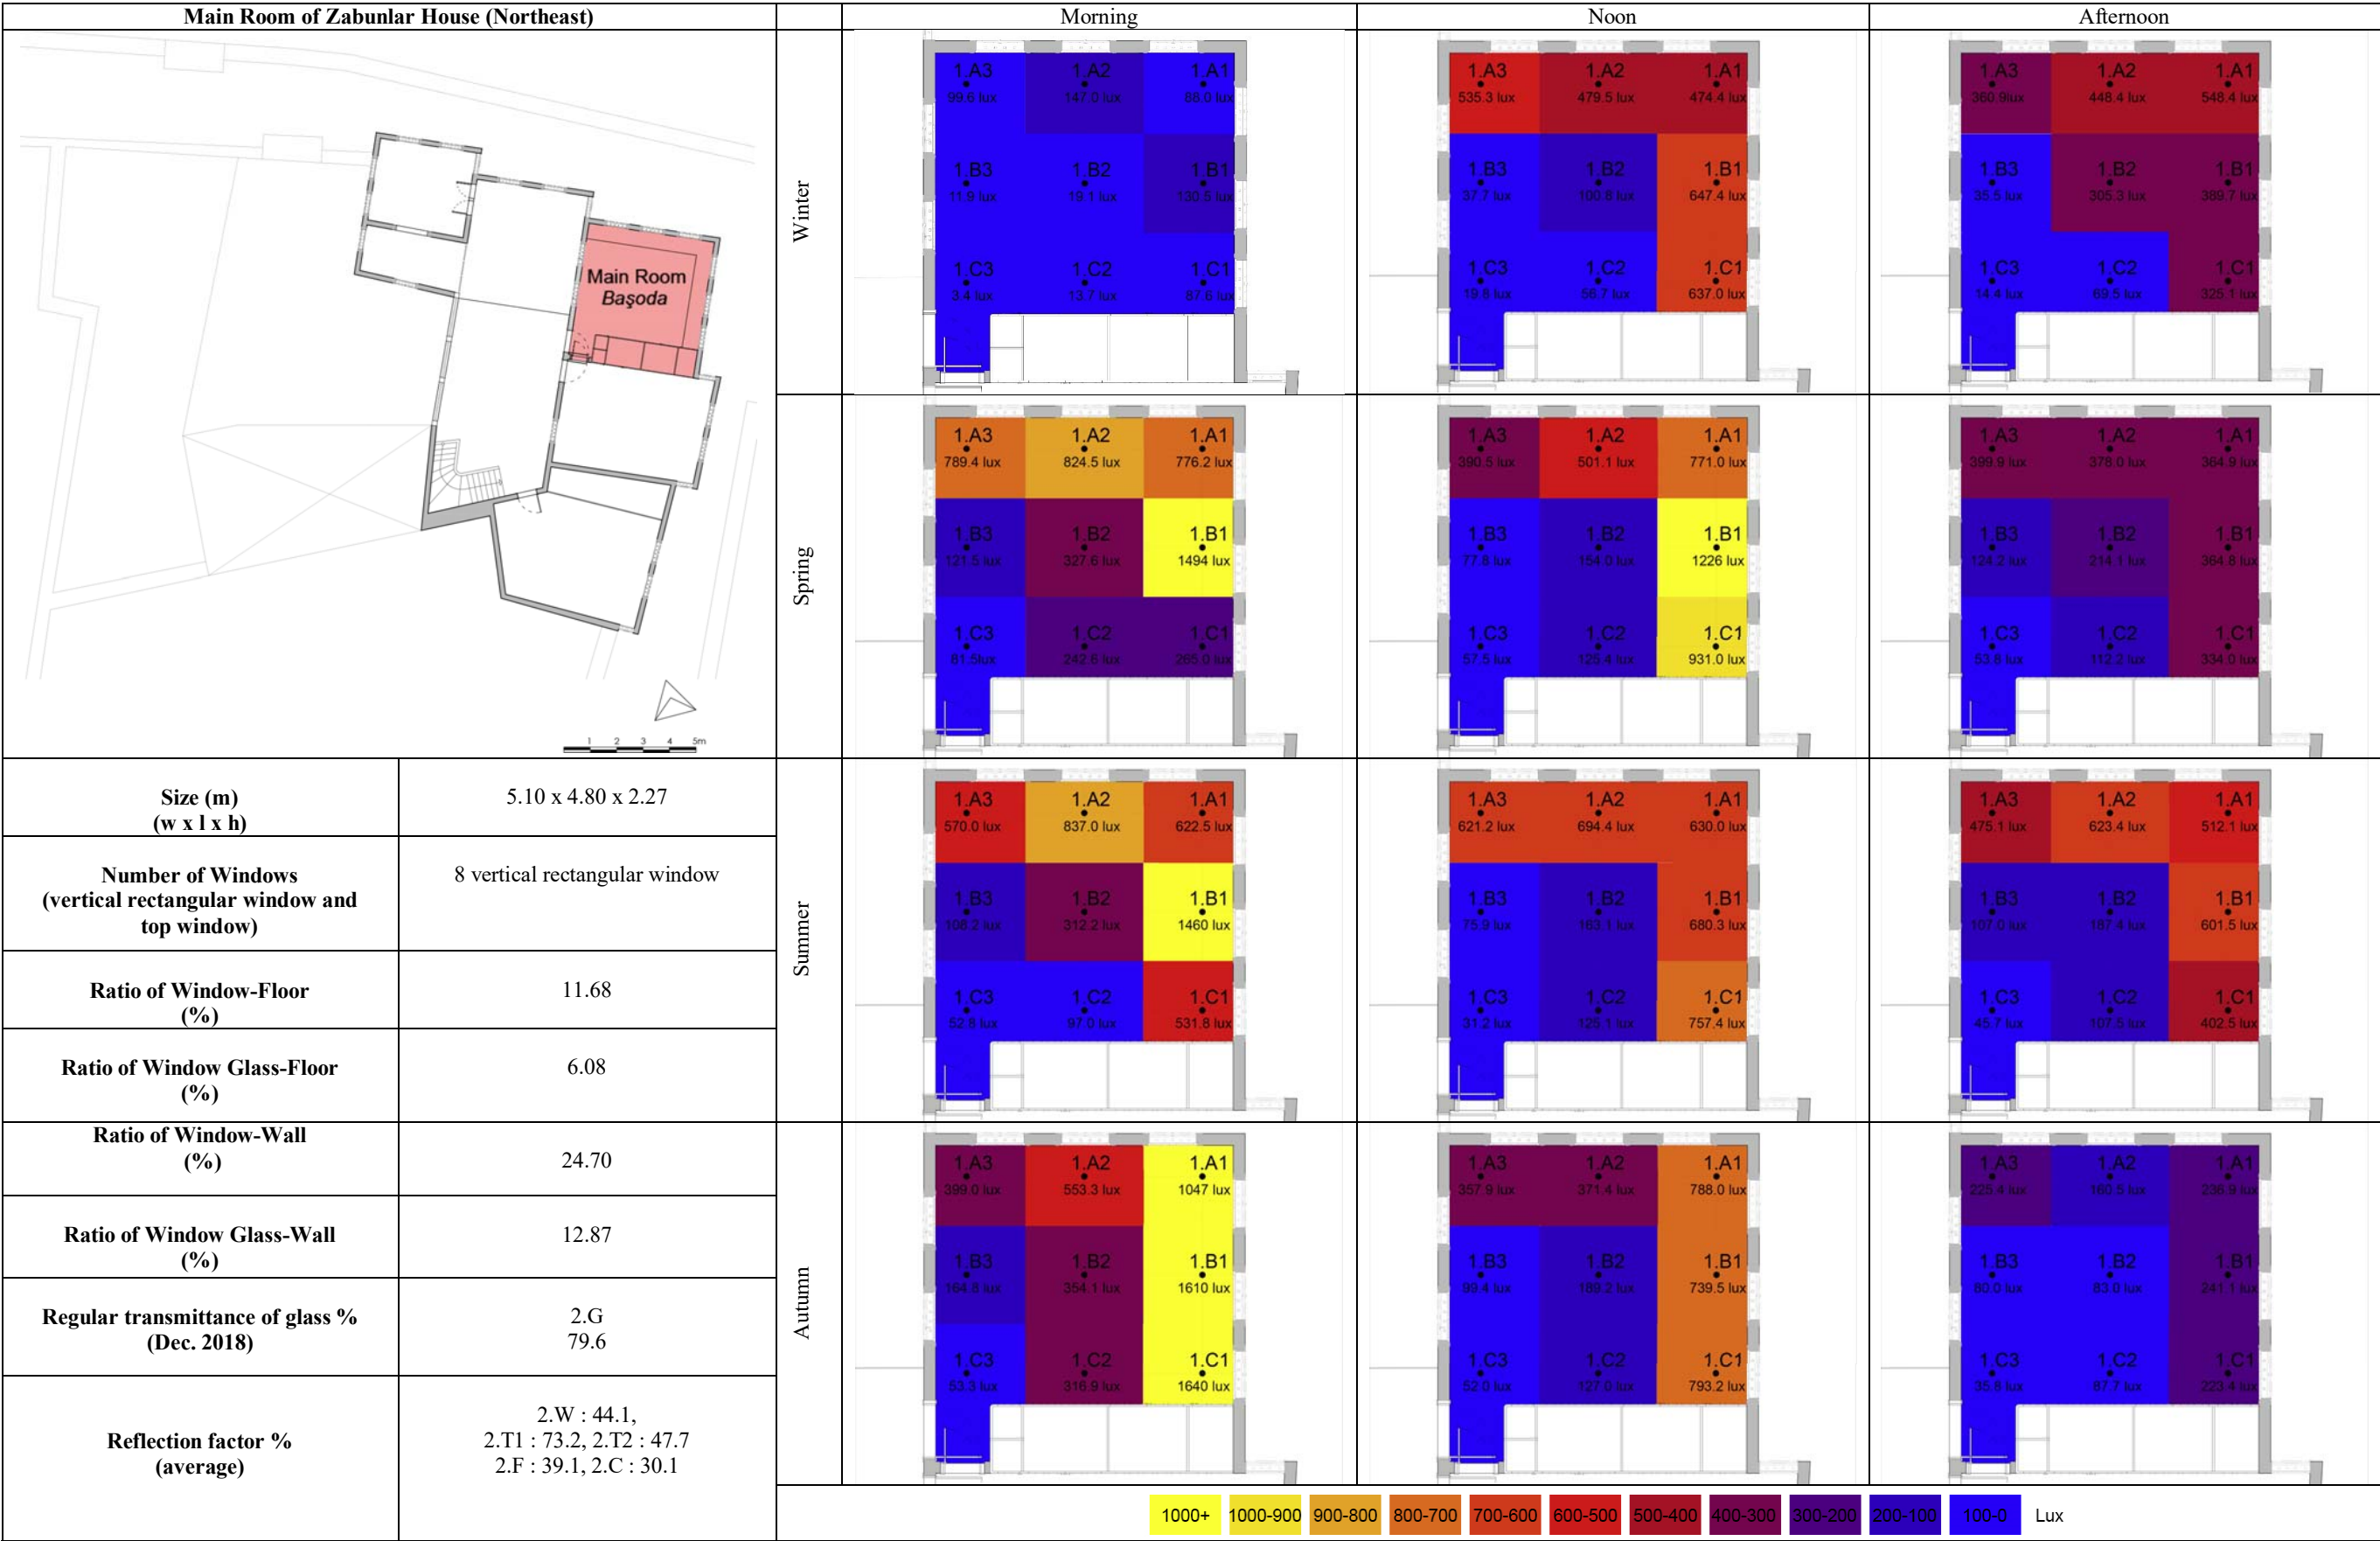 Main Room of Zabunlar House (Northeast)
Morning
Noon
Afternoon
Main Room
Başoda
1 2 3 4 5m
Winter
1.A3 1.A2 1.A1
99.6 lux 147.0 lux 88.0 lux
1.B3 1.B2 1.B1
11.9 lux 19.1 lux 130.5 lux
1.C3 1.C2 1.C1
3.4 lux 13.7 lux 87.6 lux
1.A3 1.A2 1.A1
535.3 lux 479.5 lux 474.4 lux
1.B3 1.B2 1.B1
37.7 lux 100.8 lux 647.4 lux
1.C3 1.C2 1.C1
19.8 lux 56.7 lux 637.0 lux
1.A3 1.A2 1.A1
360.9lux 448.4 lux 548.4 lux
1.B3 1.B2 1.B1
35.5 lux 305.3 lux 389.7 lux
1.C3 1.C2 1.C1
14.4 lux 69.5 lux 325.1 lux
Spring
1.A3 1.A2 1.A1
789.4 lux 824.5 lux 776.2 lux
1.B3 1.B2 1.B1
121.5 lux 327.6 lux 1494 lux
1.C3 1.C2 1.C1
81.5lux 242.6 lux 265.0 lux
1.A3 1.A2 1.A1
390.5 lux 501.1 lux 771.0 lux
1.B3 1.B2 1.B1
77.8 lux 154.0 lux 1226 lux
1.C3 1.C2 1.C1
57.5 lux 125.4 lux 931.0 lux
1.A3 1.A2 1.A1
399.9 lux 378.0 lux 364.9 lux
1.B3 1.B2 1.B1
124.2 lux 214.1 lux 364.8 lux
1.C3 1.C2 1.C1
53.8 lux 112.2 lux 334.0 lux
Size (m)
(w x l x h)
5.10 x 4.80 x 2.27
Number of Windows
(vertical rectangular window and
top window)
8 vertical rectangular window
Ratio of Window-Floor
(%)
11.68
Ratio of Window Glass-Floor
(%)
6.08
Ratio of Window-Wall
(%)
24.70
Ratio of Window Glass-Wall
(%)
12.87
Regular transmittance of glass %
(Dec. 2018)
2.G
79.6
Reflection factor %
(average)
2.W : 44.1,
2.T1 : 73.2, 2.T2 : 47.7
2.F : 39.1, 2.C : 30.1
Summer
1.A3 1.A2 1.A1
570.0 lux 837.0 lux 622.5 lux
1.B3 1.B2 1.B1
108.2 lux 312.2 lux 1460 lux
1.C3 1.C2 1.C1
52.8 lux 97.0 lux 531.8 lux
1.A3 1.A2 1.A1
621.2 lux 694.4 lux 630.0 lux
1.B3 1.B2 1.B1
75.9 lux 163.1 lux 680.3 lux
1.C3 1.C2 1.C1
31.2 lux 125.1 lux 757.4 lux
1.A3 1.A2 1.A1
475.1 lux 623.4 lux 512.1 lux
1.B3 1.B2 1.B1
107.0 lux 187.4 lux 601.5 lux
1.C3 1.C2 1.C1
45.7 lux 107.5 lux 402.5 lux
Autumn
1.A3 1.A2 1.A1
399.0 lux 553.3 lux 1047 lux
1.B3 1.B2 1.B1
164.8 lux 354.1 lux 1610 lux
1.C3 1.C2 1.C1
53.3 lux 316.9 lux 1640 lux
1.A3 1.A2 1.A1
357.9 lux 371.4 lux 788.0 lux
1.B3 1.B2 1.B1
99.4 lux 189.2 lux 739.5 lux
1.C3 1.C2 1.C1
52.0 lux 127.0 lux 793.2 lux
1.A3 1.A2 1.A1
225.4 lux 160.5 lux 236.9 lux
1.B3 1.B2 1.B1
80.0 lux 83.0 lux 241.1 lux
1.C3 1.C2 1.C1
35.8 lux 87.7 lux 223.4 lux
1000+ 1000-900 900-800 800-700 700-600 600-500 500-400 400-300 300-200 200-100 100-0 Lux